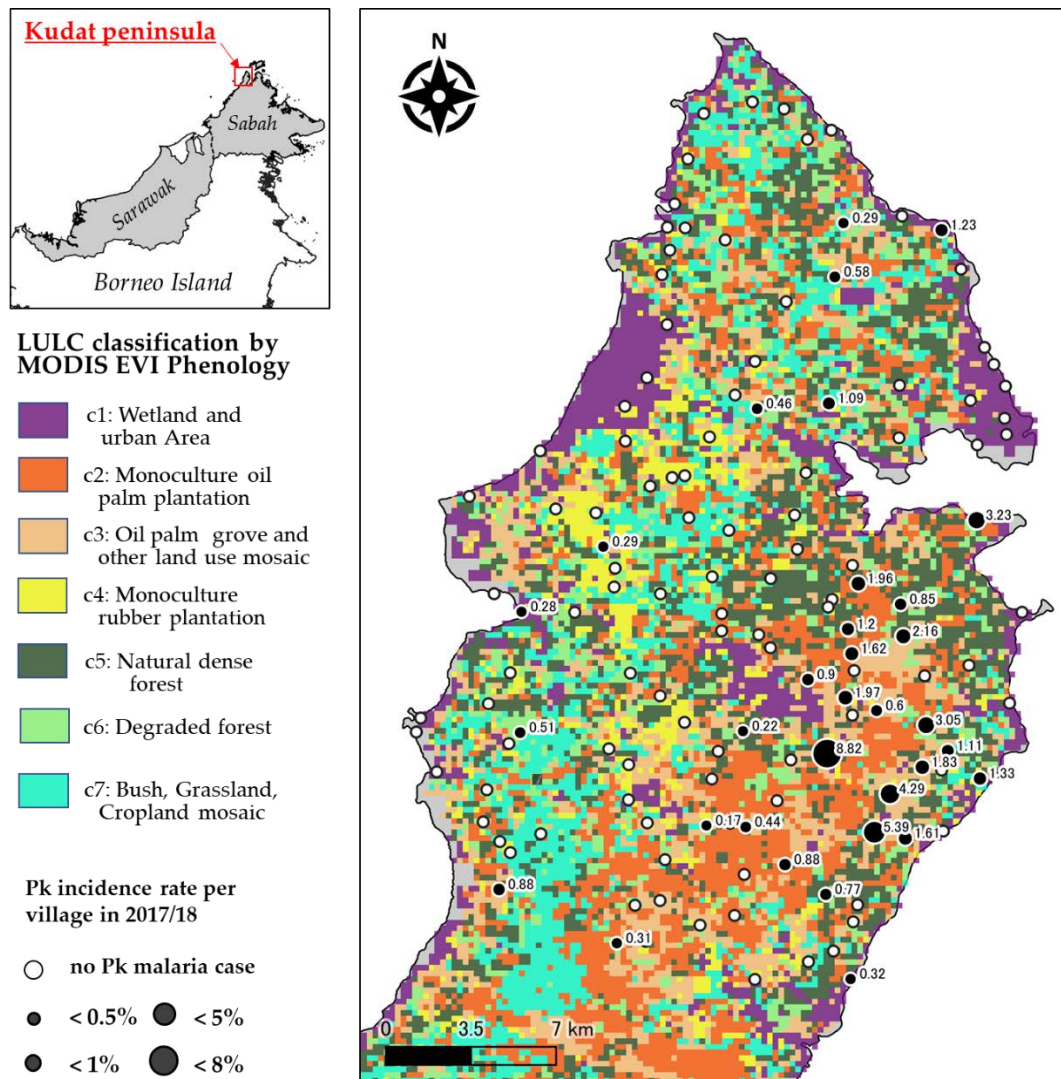 Kudat peninsula
Sabah
Sarawak
Borneo Island
LULC classification by
MODIS EVI Phenology
c1: Wetland and
urban Area
c2: Monoculture oil
palm plantation
c3: Oil palm grove and
other land use mosaic
c4: Monoculture
rubber plantation
c5: Natural dense
forest
c6: Degraded forest
c7: Bush, Grassland,
Cropland mosaic
Pk incidence rate per
village in 2017/18
no Pk malaria case
< 0.5%
< 5%
< 1%
< 8%
N
0.29
1.23
0.58
0.46
1.09
3.23
0.29
1.96
0.85
0.28
1.2
2.16
1.62
0.9
1.97
0.6
3.05
0.51
0.22
8.82
1.11
1.83
1.33
4.29
0.17
0.44
5.39
1.61
0.88
0.88
0.77
0.31
0.32
0
3.5
7 km